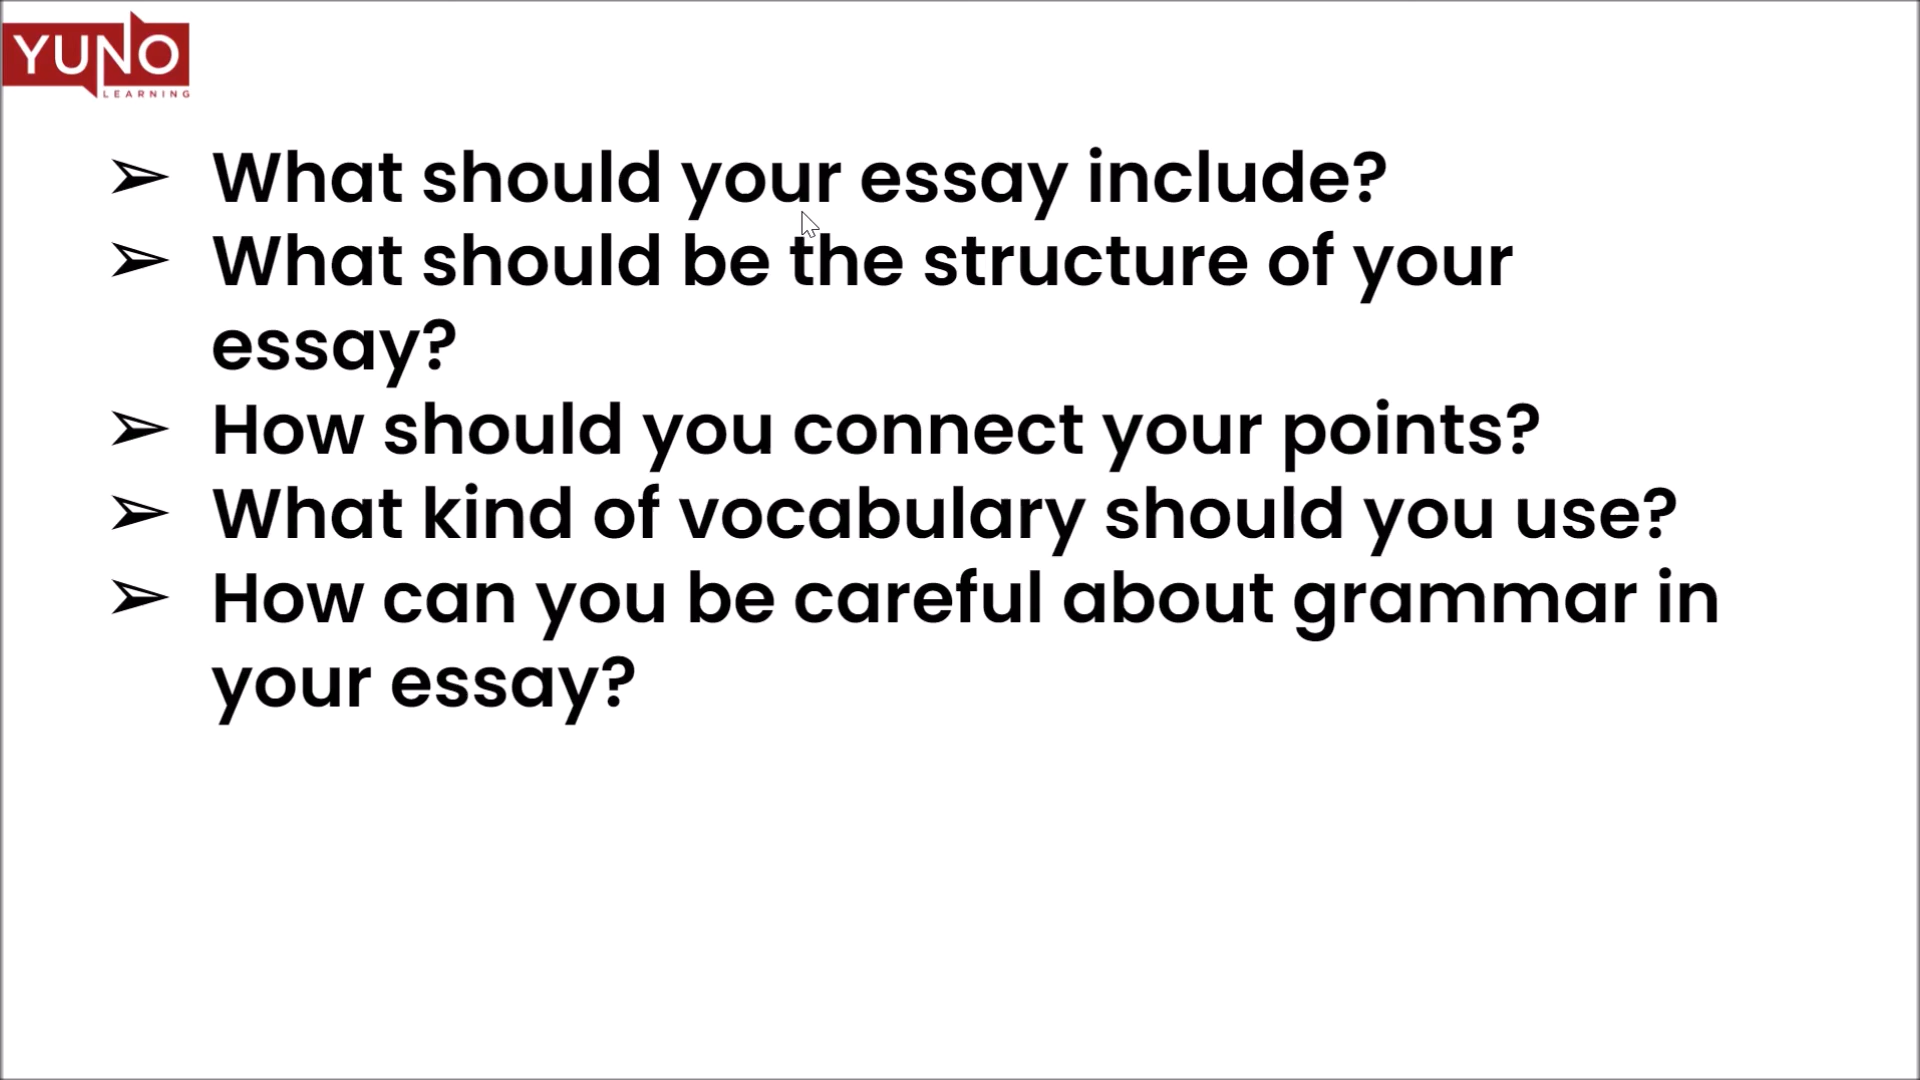 YUNO
LEARNING
➢ What should your essay include?
➢ What should be the structure of your
essay?
➢ How should you connect your points?
➢ What kind of vocabulary should you use?
➢ How can you be careful about grammar in
your essay?